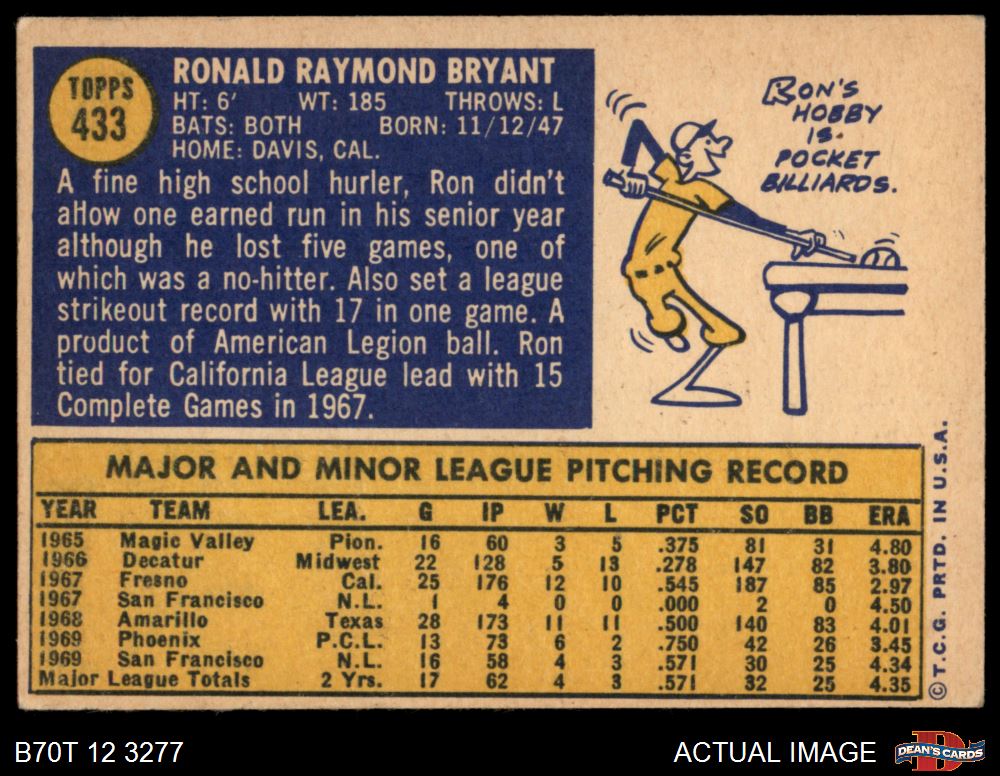 TOPPS
433
RONALD RAYMOND BRYANT
HT: 6' WT: 185 THROWS: L
BATS: BOTH BORN: 11/12/47
HOME: DAVIS, CAL.
A fine high school hurler, Ron didn't
allow one earned run in his senior year
although he lost five games, one of
which was a no-hitter. Also set a league
strikeout record with 17 in one game. A
product of American Legion ball. Ron
tied for California League lead with 15
Complete Games in 1967.
RON'S
HOBBY
IS
POCKET
BILLIARDS.
MAJOR AND MINOR LEAGUE PITCHING RECORD
YEAR TEAM LEA. G IP W L PCT SO BB ERA
1965 Magic Valley Pion. 16 60 3 5 .375 81 31 4.80
1966 Decatur Midwest 22 128 5 13 .278 147 82 3.80
1967 Fresno Cal. 25 176 12 10 .545 187 85 2.97
1967 San Francisco N.L. 1 4 0 0 .000 2 0 4.50
1968 Amarillo Texas 28 173 11 11 .500 140 83 4.01
1969 Phoenix P.C.L. 13 73 6 2 .750 42 26 3.45
1969 San Francisco N.L. 16 58 4 3 .571 30 25 4.34
Major League Totals 2 Yrs. 17 62 4 3 .571 32 25 4.35
© T.C.G. PRTD. IN U.S.A.
B70T 12 3277
ACTUAL IMAGE
DEAN'S CARDS